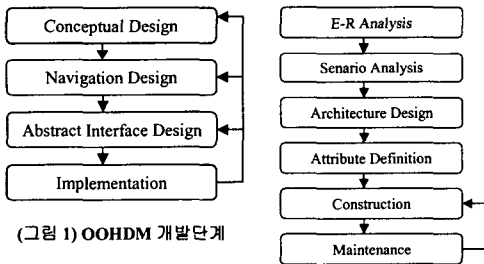 Conceptual Design
Navigation Design
Abstract Interface Design
Implementation
(그림 1) OOHDM 개발단계
E-R Analysis
Senario Analysis
Architecture Design
Attribute Definition
Construction
Maintenance